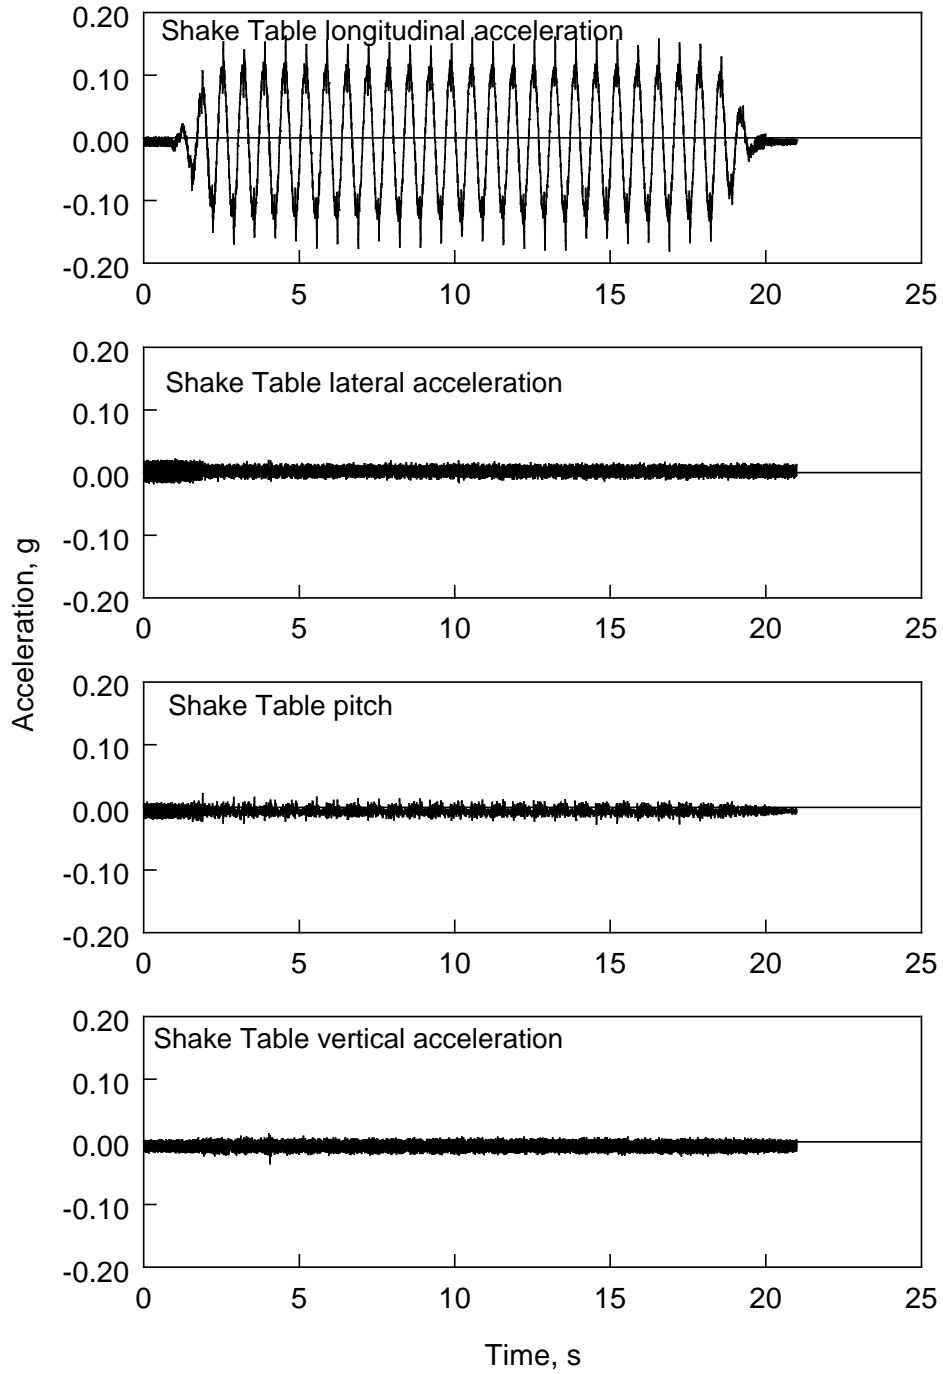 0.20
Shake Table longitudinal acceleration
0.10
0.00
-0.10
-0.20
0 5 10 15 20 25
0.20
Shake Table lateral acceleration
0.10
0.00
-0.10
-0.20
0 5 10 15 20 25
Acceleration, g
0.20
Shake Table pitch
0.10
0.00
-0.10
-0.20
0 5 10 15 20 25
0.20
Shake Table vertical acceleration
0.10
0.00
-0.10
-0.20
0 5 10 15 20 25
Time, s